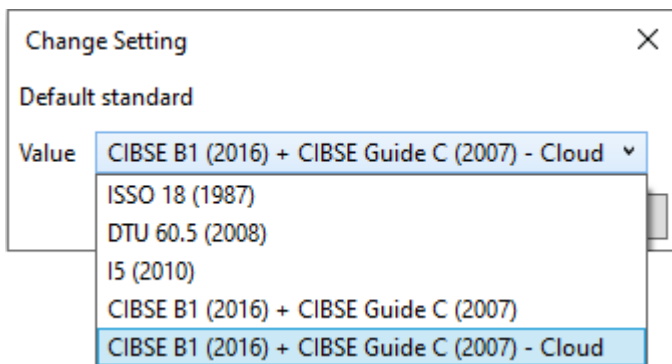 Change Setting
Default standard
Value CIBSE B1 (2016) + CIBSE Guide C (2007) - Cloud
ISSO 18 (1987)
DTU 60.5 (2008)
I5 (2010)
CIBSE B1 (2016) + CIBSE Guide C (2007)
CIBSE B1 (2016) + CIBSE Guide C (2007) - Cloud